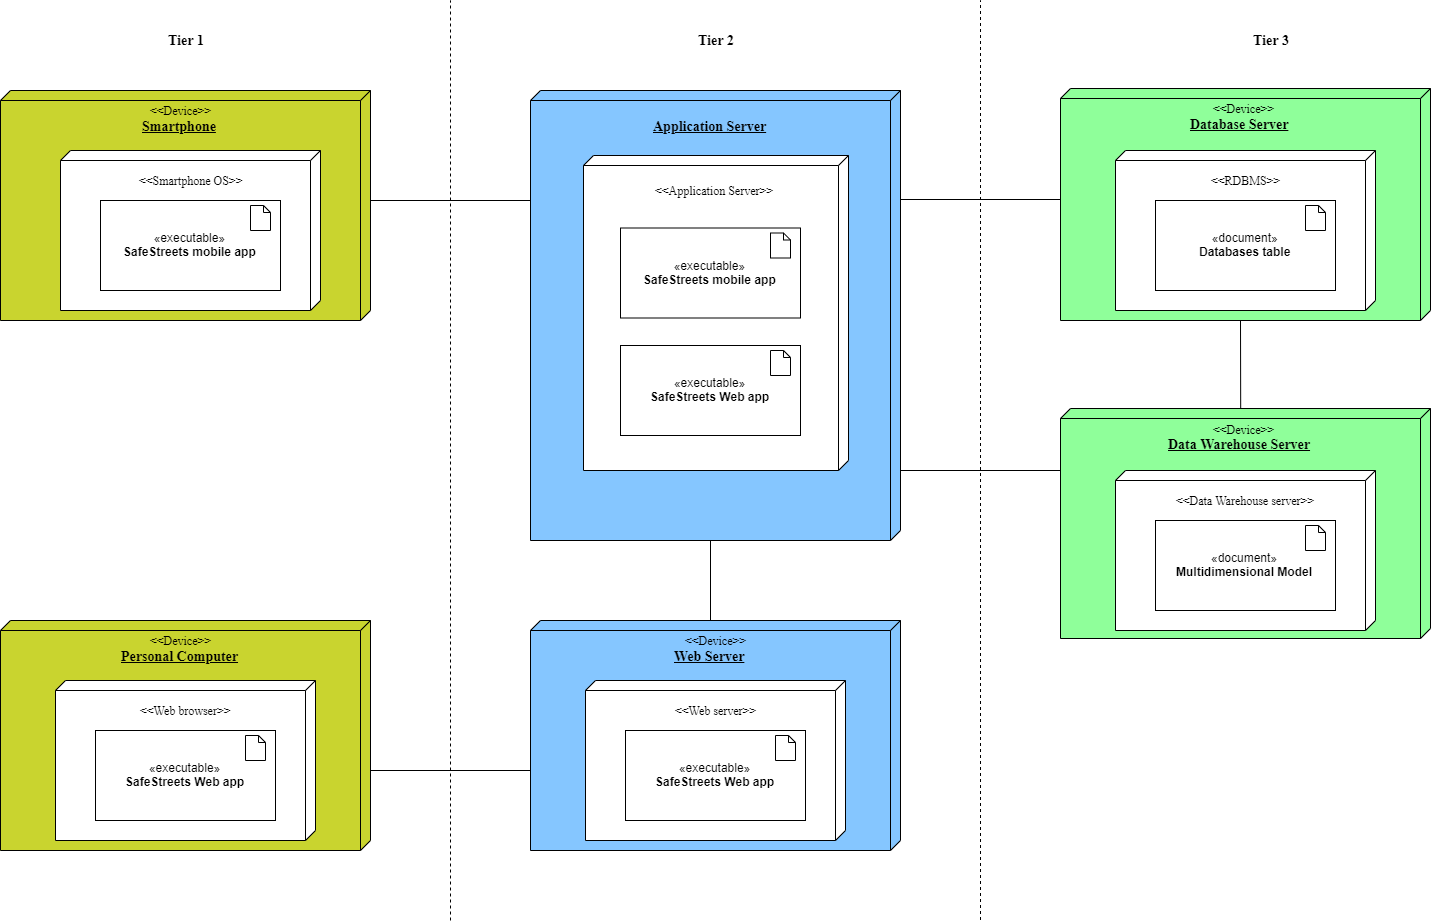 Tier 1
Tier 2
Tier 3
<<Device>>
Smartphone
<<Smartphone OS>>
«executable»
SafeStreets mobile app
Application Server
<<Application Server>>
«executable»
SafeStreets mobile app
«executable»
SafeStreets Web app
<<Device>>
Database Server
<<RDBMS>>
«document»
Databases table
<<Device>>
Data Warehouse Server
<<Data Warehouse server>>
«document»
Multidimensional Model
<<Device>>
Personal Computer
<<Web browser>>
«executable»
SafeStreets Web app
<<Device>>
Web Server
<<Web server>>
«executable»
SafeStreets Web app